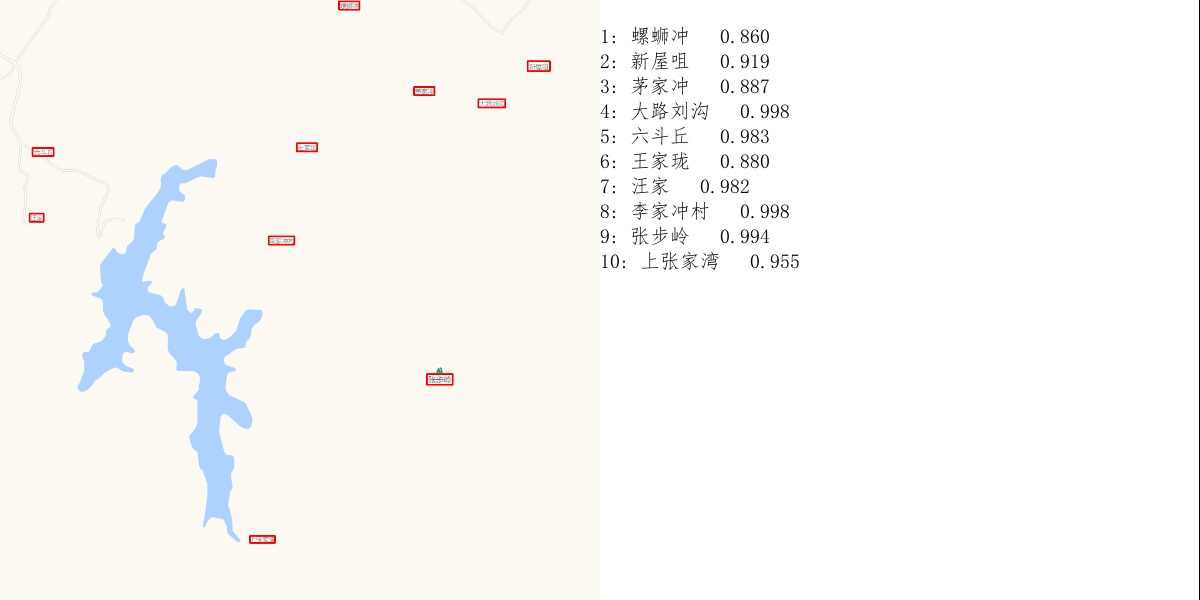 张步岭
1: 螺蛳冲 0.860
2: 新屋咀 0.919
3: 茅家冲 0.887
4: 大路刘沟 0.998
5: 六斗丘 0.983
6: 王家珑 0.880
7: 汪家 0.982
8: 李家冲村 0.998
9: 张步岭 0.994
10: 上张家湾 0.955